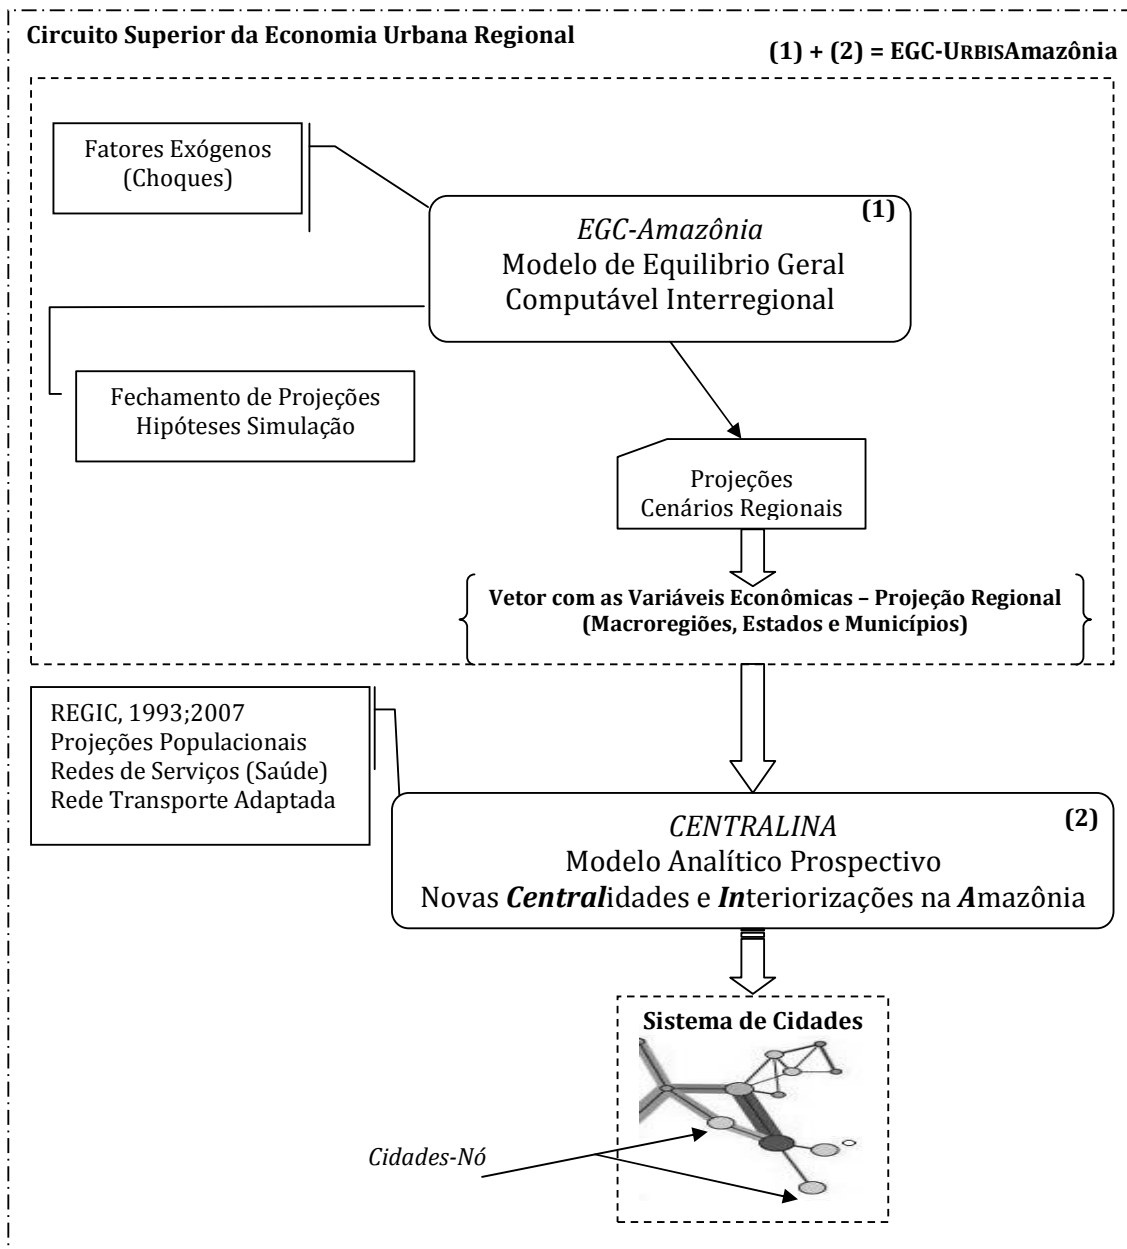 Circuito Superior da Economia Urbana Regional
(1) + (2) = EGC-URBISAmazônia
Fatores Exógenos
(Choques)
(1)
EGC-Amazônia
Modelo de Equilibrio Geral
Computável Interregional
Fechamento de Projeções
Hipóteses Simulação
Projeções
Cenários Regionais
Vetor com as Variáveis Econômicas – Projeção Regional
(Macroregiões, Estados e Municípios)
REGIC, 1993;2007
Projeções Populacionais
Redes de Serviços (Saúde)
Rede Transporte Adaptada
(2)
CENTRALINA
Modelo Analítico Prospectivo
Novas Centralidades e Interiorizações na Amazônia
Sistema de Cidades
Cidades-Nó